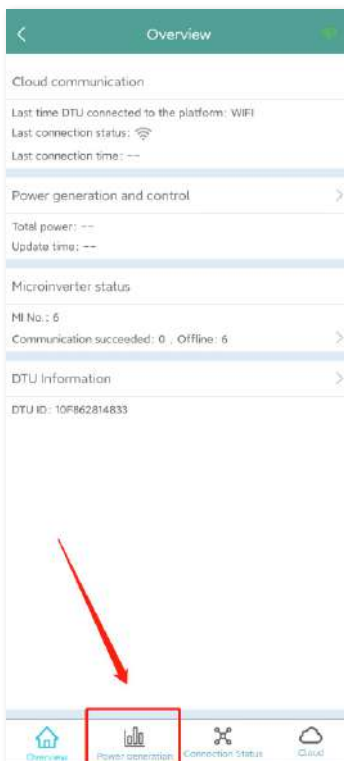 Overview
Cloud communication
Last time DTU connected to the platform: WIFI
Last connection status:
Last connection time: --
Power generation and control
Total power: --
Update time: --
Microinverter status
MI No.: 6
Communication succeeded: 0 , Offline: 6
DTU Information
DTU ID: 10F862814833
Overview
Power generation
Connection Status
Cloud